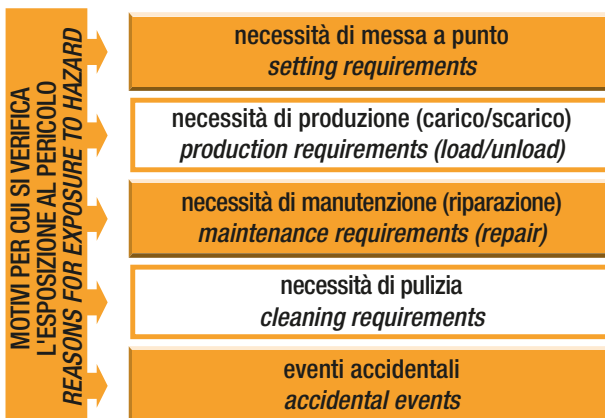 MOTIVI PER CUI SI VERIFICA
L'ESPOSIZIONE AL PERICOLO
REASONS FOR EXPOSURE TO HAZARD
necessità di messa a punto
setting requirements
necessità di produzione (carico/scarico)
production requirements (load/unload)
necessità di manutenzione (riparazione)
maintenance requirements (repair)
necessità di pulizia
cleaning requirements
eventi accidentali
accidental events